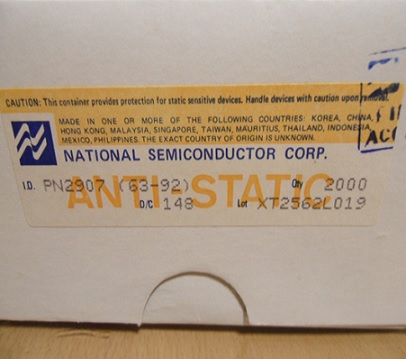 CAUTION: This container provides protection for static sensitive devices. Handle devices with caution upon removal.
MADE IN ONE OR MORE OF THE FOLLOWING COUNTRIES: KOREA, CHINA,
HONG KONG, MALAYSIA, SINGAPORE, TAIWAN, MAURITIUS, THAILAND, INDONESIA,
MEXICO, PHILIPPINES. THE EXACT COUNTRY OF ORIGIN IS UNKNOWN.
NATIONAL SEMICONDUCTOR CORP.
I.D. PN2907 (63-92) Qty 2000
ANTI-STATIC
D/C 148 Lot XT2562L019